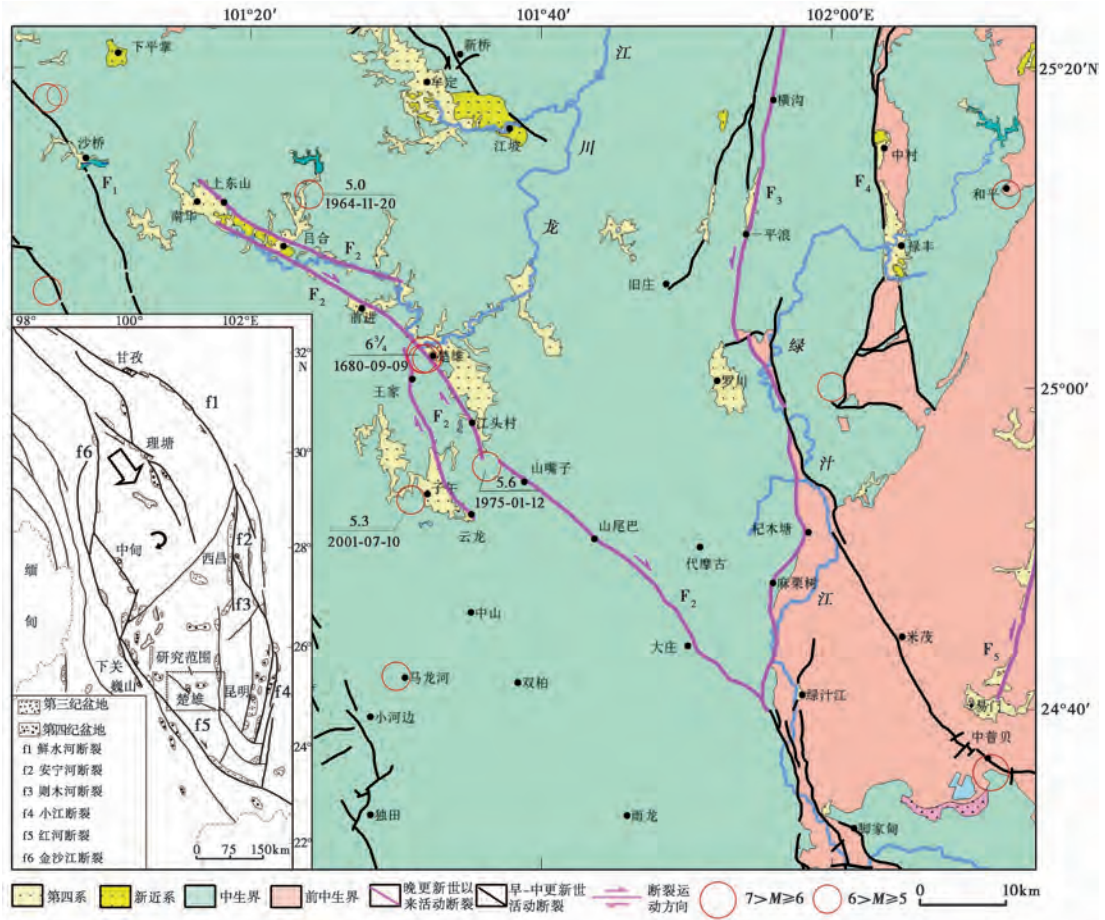 101°20′
101°40′
102°00′E
下平掌
新桥
江
25°20′N
牟定
横沟
沙桥
江坡
川
中村
F1
上东山
5.0
1964-11-20
F3
F4
和平
南华
吕合
龙
一平浪
禄丰
F2
F2
旧庄
前进
6¾
1680-09-09
楚雄
绿
25°00′
王家
罗川
F2
江头村
山嘴子
汁
子午
5.6
1975-01-12
5.3
2001-07-10
云龙
山尾巴
杞木塘
代摩古
麻栗树
F2
江
中山
米茂
大庄
F5
马龙河
双柏
绿汁江
易门
24°40′
小河边
中普贝
独田
雨龙
脚家甸
98°
100°
102°E
甘孜
32°
N
f1
理塘
f6
30°
f2
中甸
西昌
28°
缅
甸
f3
下关
研究范围
26°
巍山
楚雄
昆明
f4
f5
24°
22°
第三纪盆地
第四纪盆地
f1 鲜水河断裂
f2 安宁河断裂
f3 则木河断裂
f4 小江断裂
f5 红河断裂
f6 金沙江断裂
0 75 150km
第四系
新近系
中生界
前中生界
晚更新世以
来活动断裂
早-中更新世
活动断裂
断裂运
动方向
7>M≥6
6>M≥5
0 10km